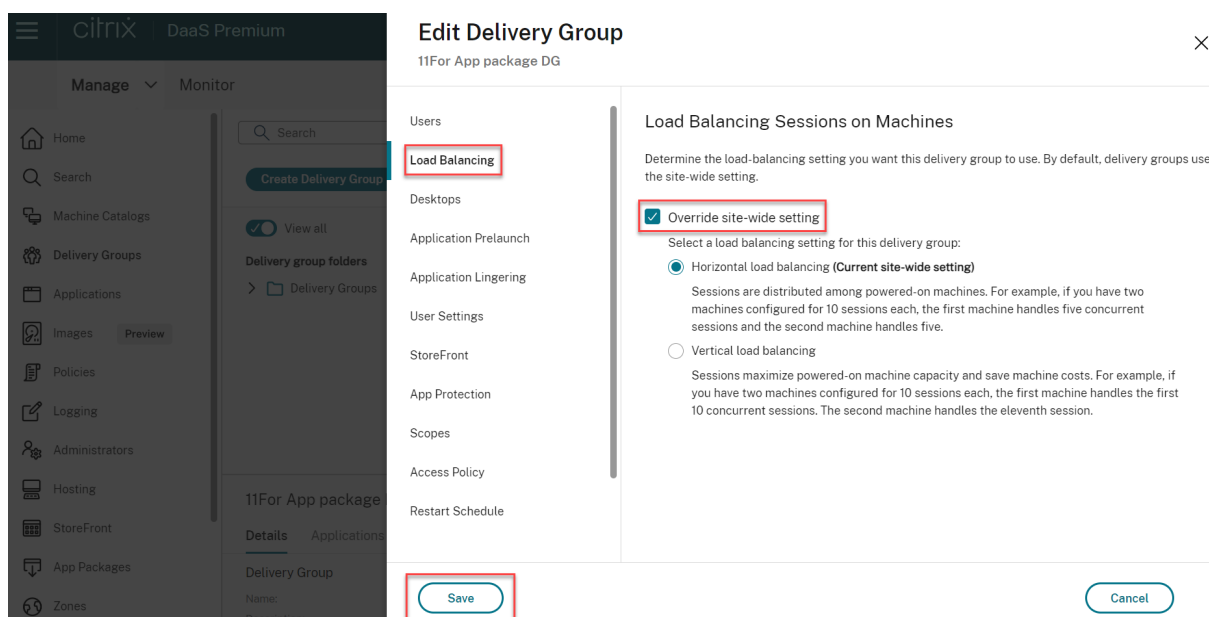 citrix DaaS Premium
Manage Monitor
Home
Search
Machine Catalogs
Delivery Groups
Applications
Images Preview
Policies
Logging
Administrators
Hosting
StoreFront
App Packages
Zones
Search
Create Delivery Group
View all
Delivery group folders
Delivery Groups
11For App package
Details Applications
Delivery Group
Name:
Edit Delivery Group
11For App package DG
Users
Load Balancing
Desktops
Application Prelaunch
Application Lingering
User Settings
StoreFront
App Protection
Scopes
Access Policy
Restart Schedule
Load Balancing Sessions on Machines
Determine the load-balancing setting you want this delivery group to use. By default, delivery groups use
the site-wide setting.
Override site-wide setting
Select a load balancing setting for this delivery group:
Horizontal load balancing (Current site-wide setting)
Sessions are distributed among powered-on machines. For example, if you have two
machines configured for 10 sessions each, the first machine handles five concurrent
sessions and the second machine handles five.
Vertical load balancing
Sessions maximize powered-on machine capacity and save machine costs. For example, if
you have two machines configured for 10 sessions each, the first machine handles the first
10 concurrent sessions. The second machine handles the eleventh session.
Save
Cancel